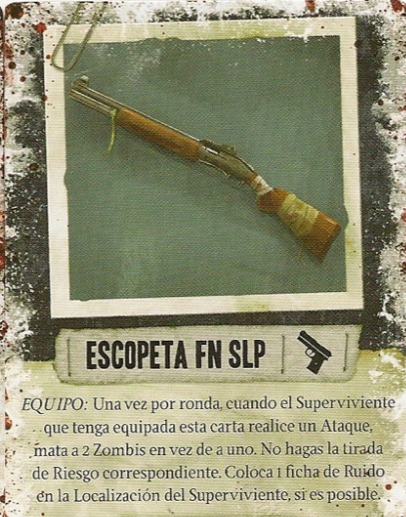 ESCOPETA FN SLP
EQUIPO: Una vez por ronda, cuando el Superviviente
que tenga equipada esta carta realice un Ataque,
mata a 2 Zombis en vez de a uno. No hagas la tirada
de Riesgo correspondiente. Coloca 1 ficha de Ruido
en la Localización del Superviviente, si es posible.